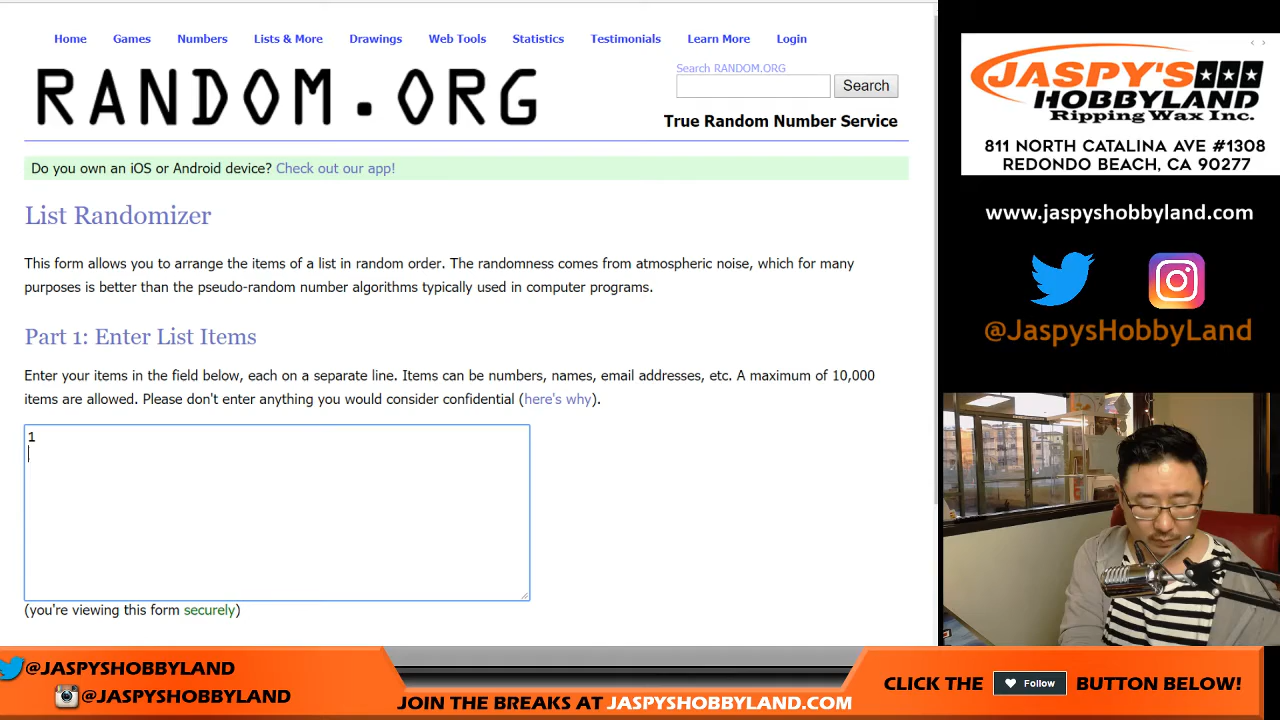 Home Games Numbers Lists & More Drawings Web Tools Statistics Testimonials Learn More Login
RANDOM.ORG
Search RANDOM.ORG
Search
True Random Number Service
Do you own an iOS or Android device? Check out our app!
List Randomizer
This form allows you to arrange the items of a list in random order. The randomness comes from atmospheric noise, which for many
purposes is better than the pseudo-random number algorithms typically used in computer programs.
Part 1: Enter List Items
Enter your items in the field below, each on a separate line. Items can be numbers, names, email addresses, etc. A maximum of 10,000
items are allowed. Please don't enter anything you would consider confidential (here's why).
1
(you're viewing this form securely)
JASPY'S
HOBBYLAND
Ripping Wax Inc.
811 NORTH CATALINA AVE #1308
REDONDO BEACH, CA 90277
www.jaspyshobbyland.com
@JaspysHobbyLand
@JASPYSHOBBYLAND
@JASPYSHOBBYLAND
JOIN THE BREAKS AT JASPYSHOBBYLAND.COM
CLICK THE Follow BUTTON BELOW!